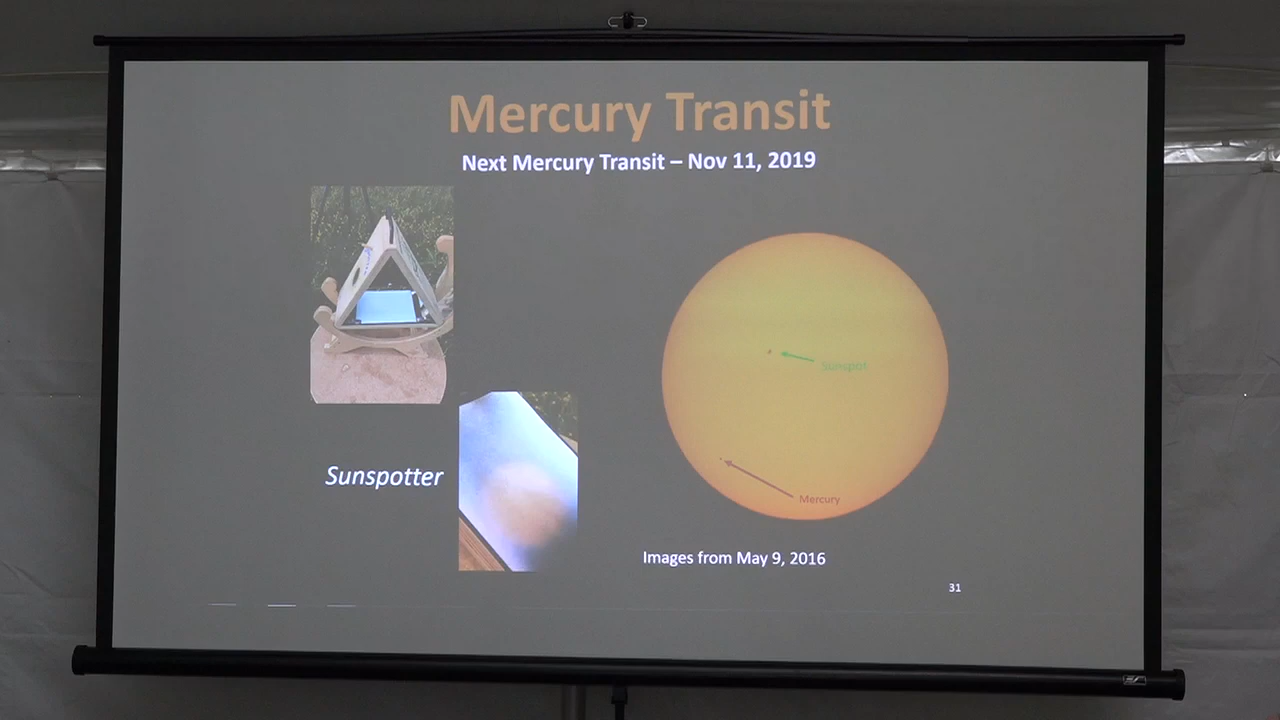 Mercury Transit
Next Mercury Transit – Nov 11, 2019
Sunspot
Mercury
Sunspotter
Images from May 9, 2016
31